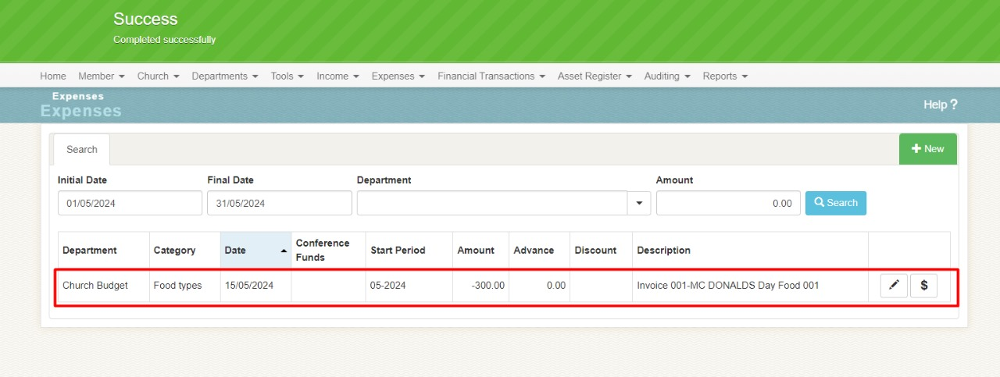 Success
Completed successfully
Home Member Church Departments Tools Income Expenses Financial Transactions Asset Register Auditing Reports
Expenses
Expenses
Help ?
Search
New
Initial Date Final Date Department Amount
01/05/2024 31/05/2024 0.00 Search
Department Category Date Conference Funds Start Period Amount Advance Discount Description
Church Budget Food types 15/05/2024 05-2024 -300.00 0.00 Invoice 001-MC DONALDS Day Food 001 $